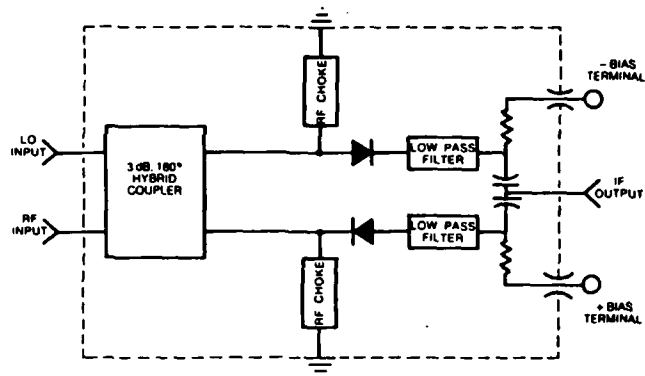 − BIAS
TERMINAL
RF CHOKE
LO
INPUT
3 dB, 180°
HYBRID
COUPLER
LOW PASS
FILTER
IF
OUTPUT
RF
INPUT
LOW PASS
FILTER
RF CHOKE
+ BIAS
TERMINAL